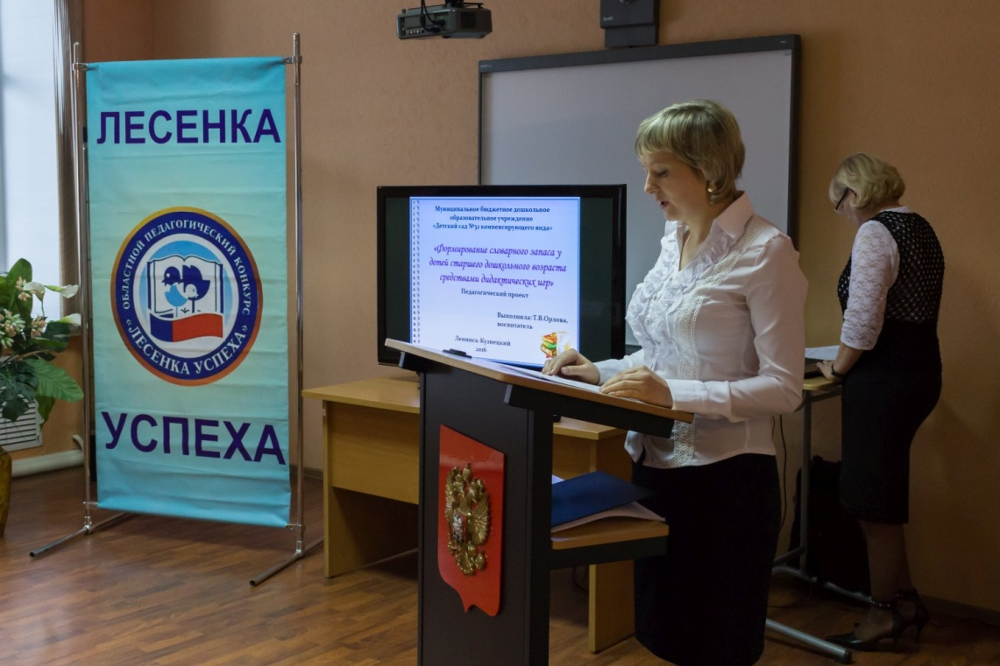 ЛЕСЕНКА
ОБЛАСТНОЙ ПЕДАГОГИЧЕСКИЙ КОНКУРС
«ЛЕСЕНКА УСПЕХА»
УСПЕХА
Муниципальное бюджетное дошкольное
образовательное учреждение
«Детский сад №32 компенсирующего вида»
«Формирование словарного запаса у
детей старшего дошкольного возраста
средствами дидактических игр»
Педагогический проект
Выполнила: Т.В.Орлова,
воспитатель
Ленинск-Кузнецкий
2016